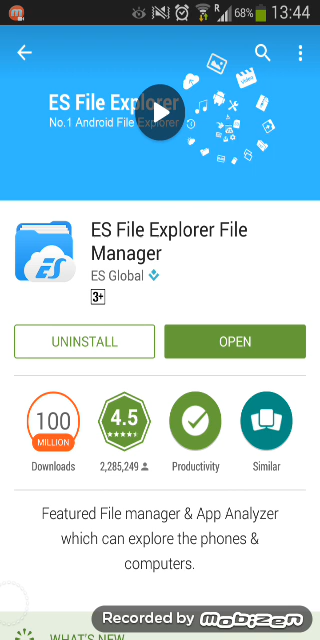 68% 13:44
ES File Explorer
No.1 Android File Explorer
ES File Explorer File
Manager
ES Global
3+
UNINSTALL
OPEN
100
MILLION
4.5
Downloads
2,285,249
Productivity
Similar
Featured File manager & App Analyzer
which can explore the phones &
computers.
WHAT'S NEW
Recorded by mobizen